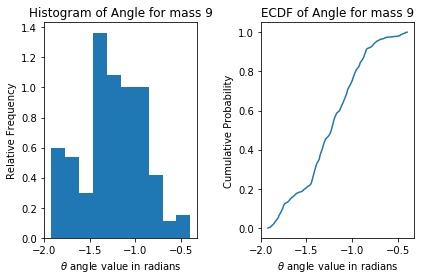 Histogram of Angle for mass 9
1.4
1.2
1.0
0.8
0.6
0.4
0.2
0.0
−2.0 −1.5 −1.0 −0.5
Relative Frequency
θ angle value in radians
ECDF of Angle for mass 9
1.0
0.8
0.6
0.4
0.2
0.0
−2.0 −1.5 −1.0 −0.5
Cumulative Probability
θ angle value in radians